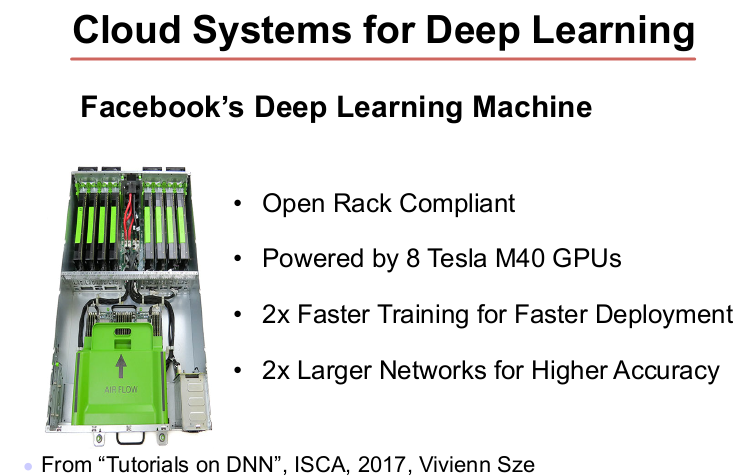 Cloud Systems for Deep Learning
Facebook's Deep Learning Machine
• Open Rack Compliant
• Powered by 8 Tesla M40 GPUs
• 2x Faster Training for Faster Deployment
• 2x Larger Networks for Higher Accuracy
AIR FLOW
• From “Tutorials on DNN”, ISCA, 2017, Vivienn Sze